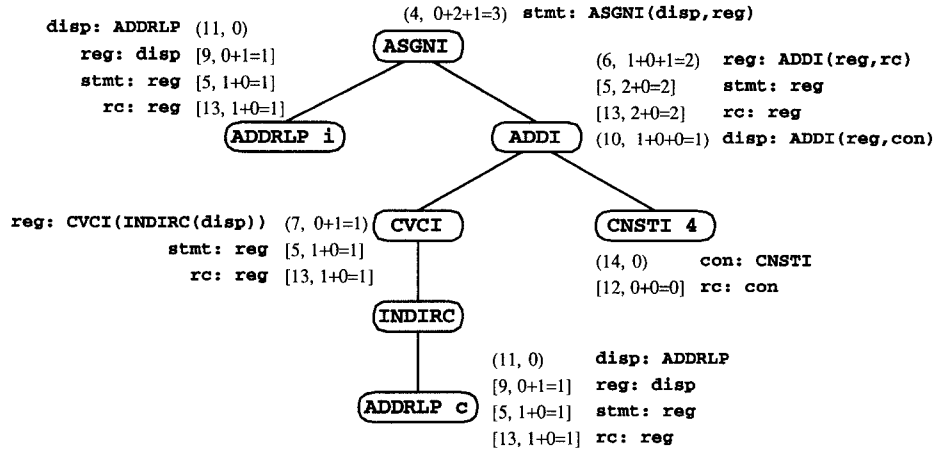 (4, 0+2+1=3) stmt: ASGNI(disp,reg)
disp: ADDRLP (11, 0)
reg: disp [9, 0+1=1]
stmt: reg [5, 1+0=1]
rc: reg [13, 1+0=1]
ASGNI
(6, 1+0+1=2) reg: ADDI(reg,rc)
[5, 2+0=2] stmt: reg
[13, 2+0=2] rc: reg
(10, 1+0+0=1) disp: ADDI(reg,con)
ADDRLP i
ADDI
reg: CVCI(INDIRC(disp)) (7, 0+1=1)
stmt: reg [5, 1+0=1]
rc: reg [13, 1+0=1]
CVCI
CNSTI 4
(14, 0) con: CNSTI
[12, 0+0=0] rc: con
INDIRC
ADDRLP c
(11, 0) disp: ADDRLP
[9, 0+1=1] reg: disp
[5, 1+0=1] stmt: reg
[13, 1+0=1] rc: reg